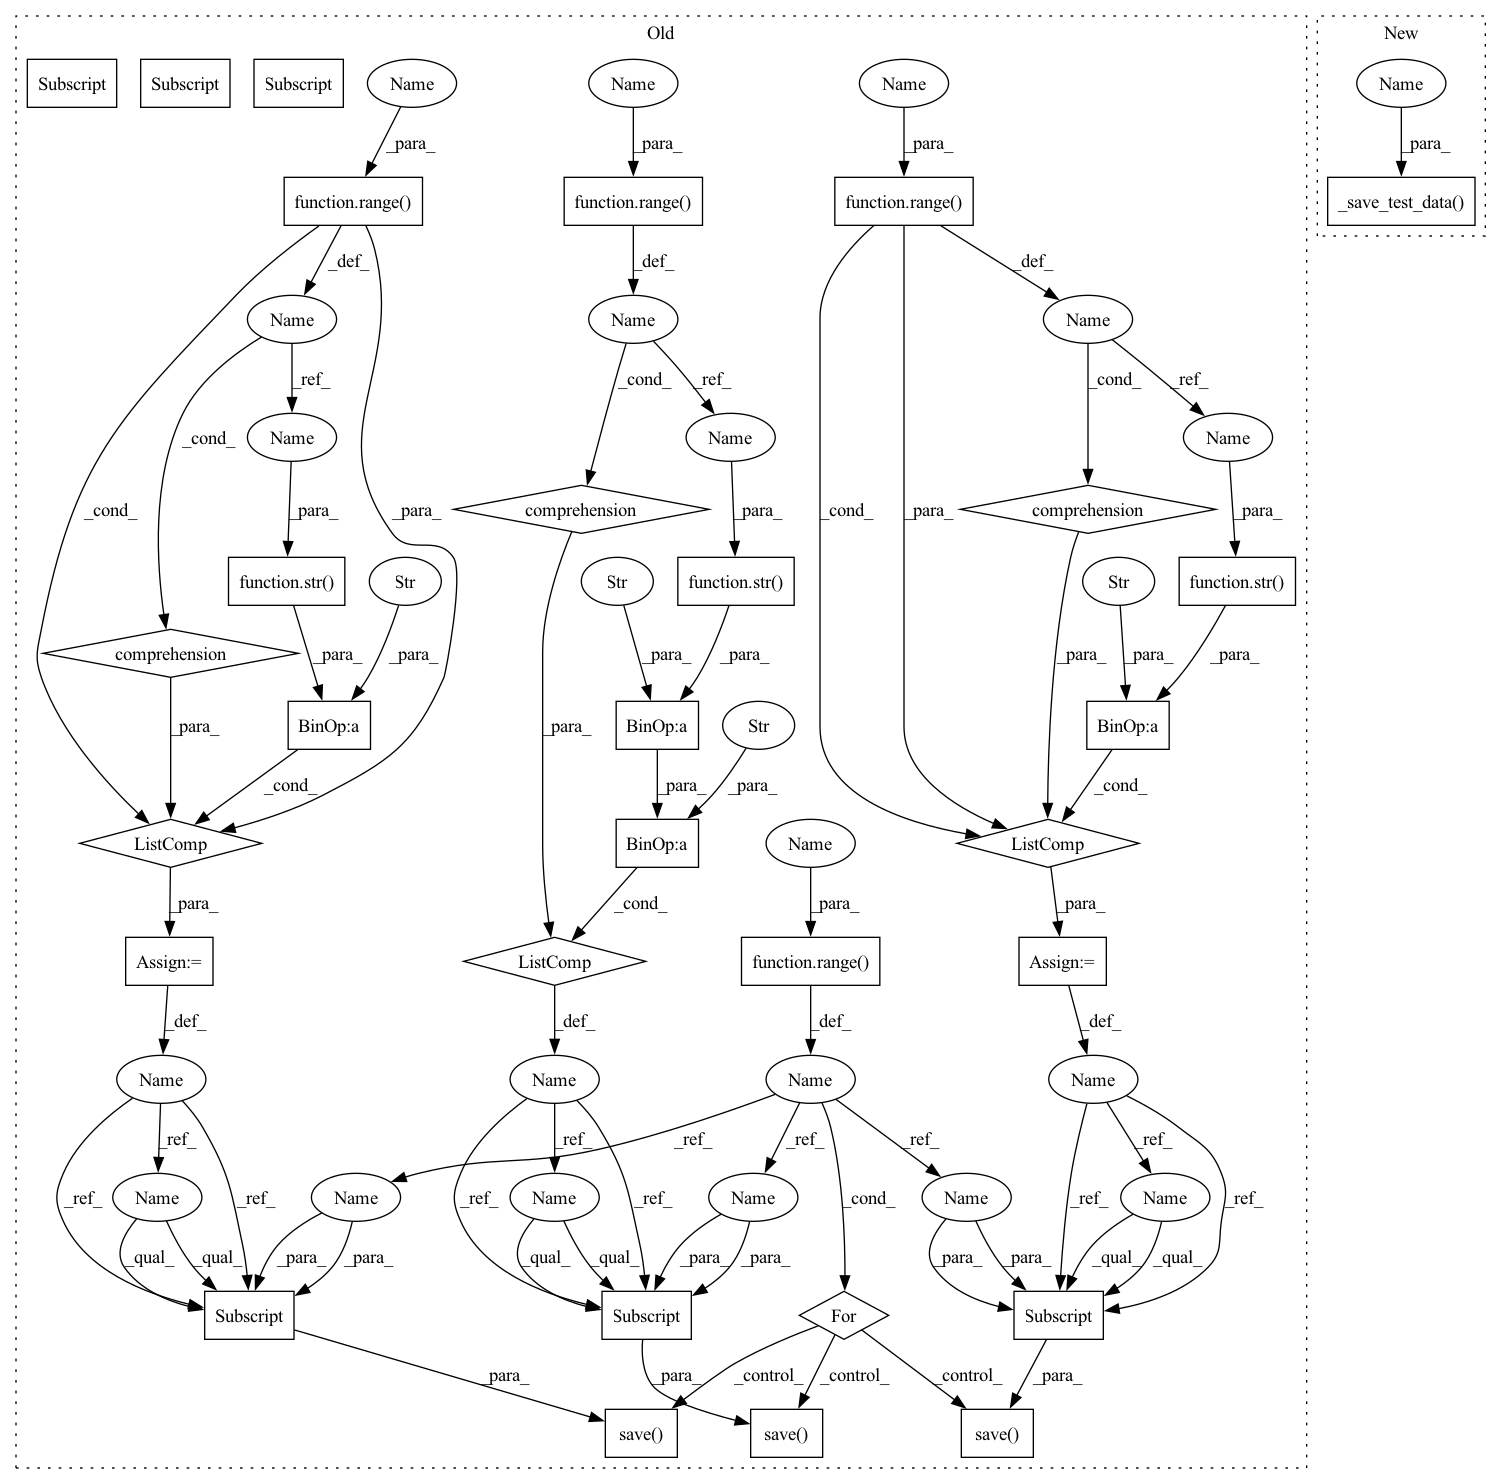 Old
New
Subscript Subscript Subscript Name Name Name Name
_para_ _para_ _para_ _para_
function.range() function.range() function.range() _save_test_data()
_def_ _def_ _def_
Name Name Name
_ref_ _cond_ _ref_ _cond_ _ref_
_cond_ Name Name Name
_cond_ _para_ _para_ comprehension _para_ _cond_ _para_ comprehension _para_
function.str() Str Str function.str() Str function.str()
comprehension _para_ _para_ _para_ _para_ _para_ _para_ _para_
_para_ BinOp:a _para_ BinOp:a Str BinOp:a
_cond_ _para_ _para_ _cond_
ListComp BinOp:a Name ListComp
_para_ _cond_ _para_ _para_
Assign:= ListComp function.range() Assign:=
_def_ _def_ _def_ _def_
Name Name Name Name
_ref_ _ref_ _ref_ _ref_ _ref_ _ref_
_ref_ Name _ref_ Name _ref_ Name _ref_ Name _cond_ Name _ref_ Name _ref_
_qual_ _qual_ _para_ _para_ _qual_ _qual_ _para_ _para_ _para_ _para_ _qual_ _qual_
Subscript Subscript For Subscript
_para_ _para_ _control_ _control_ _control_ _para_
save() save() save()